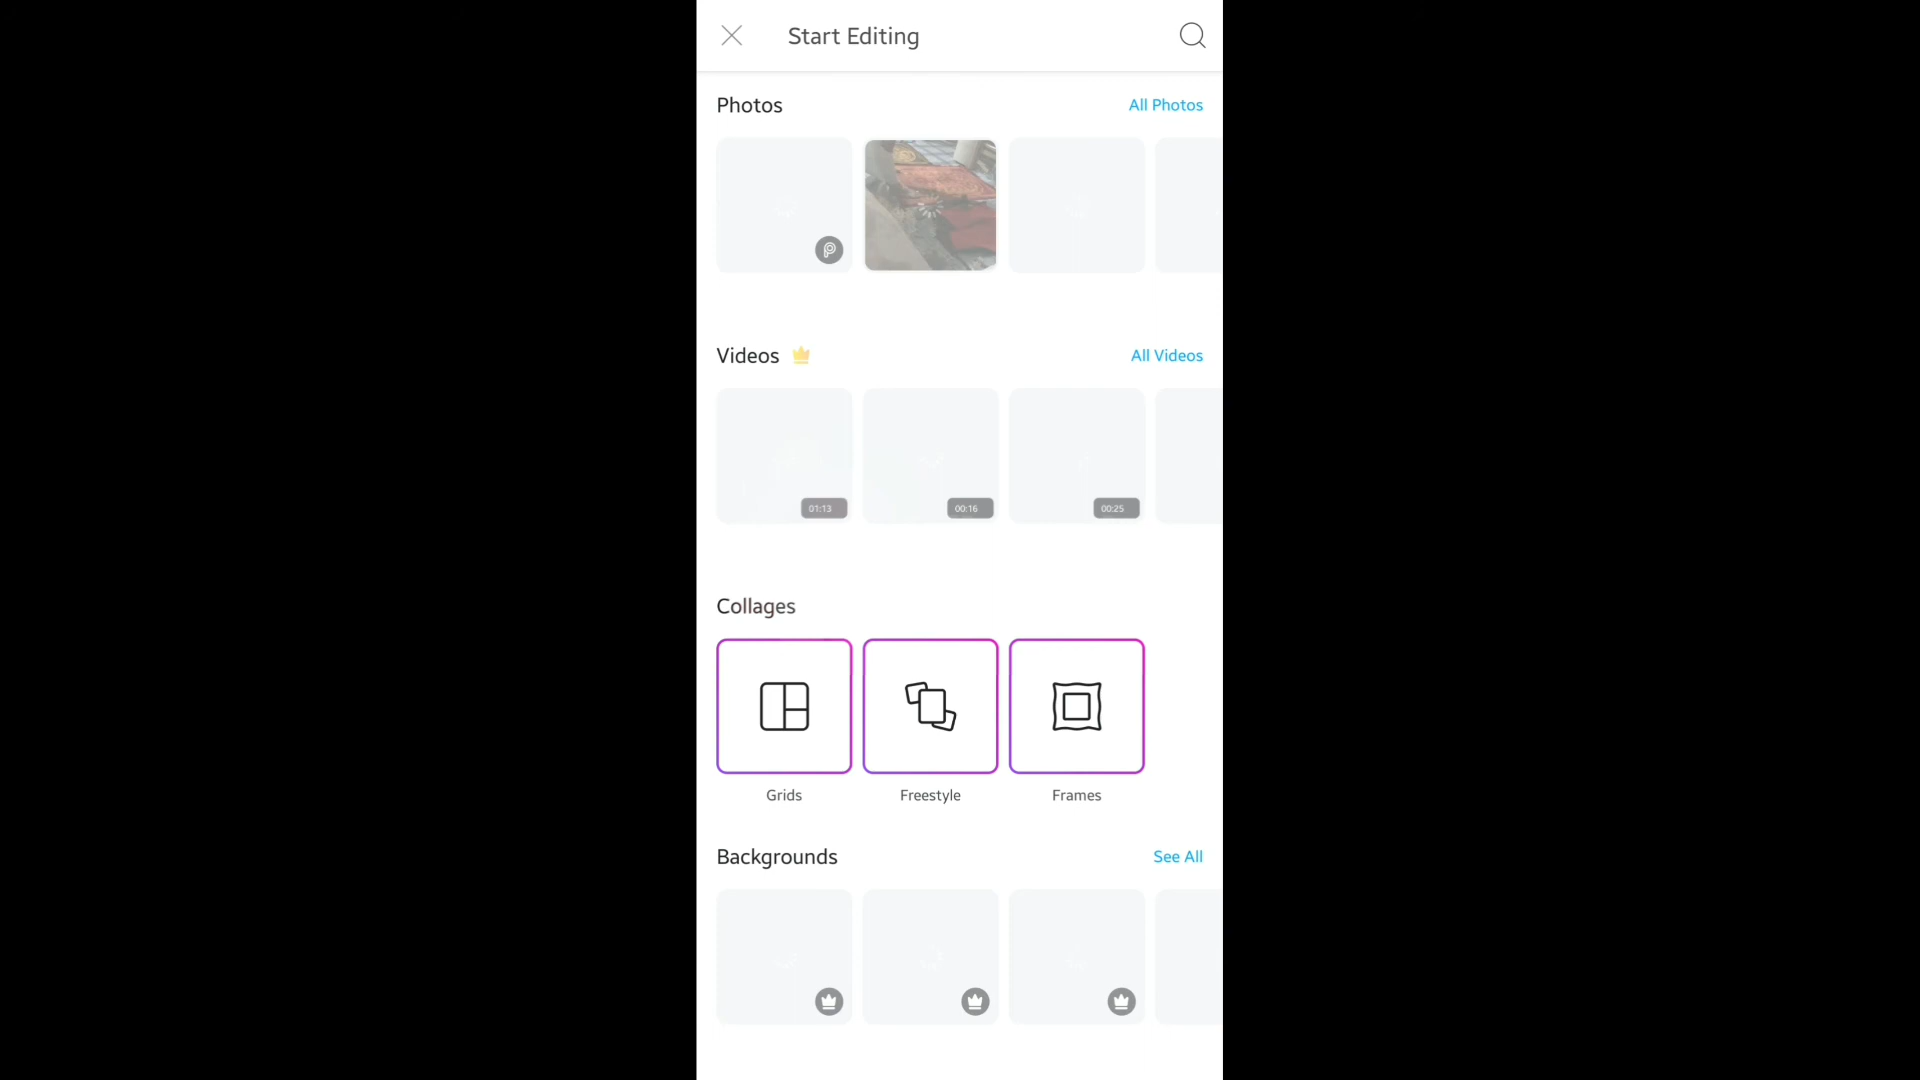 Start Editing
Photos
All Photos
Videos
All Videos
01:13
00:16
00:25
Collages
Grids
Freestyle
Frames
Backgrounds
See All